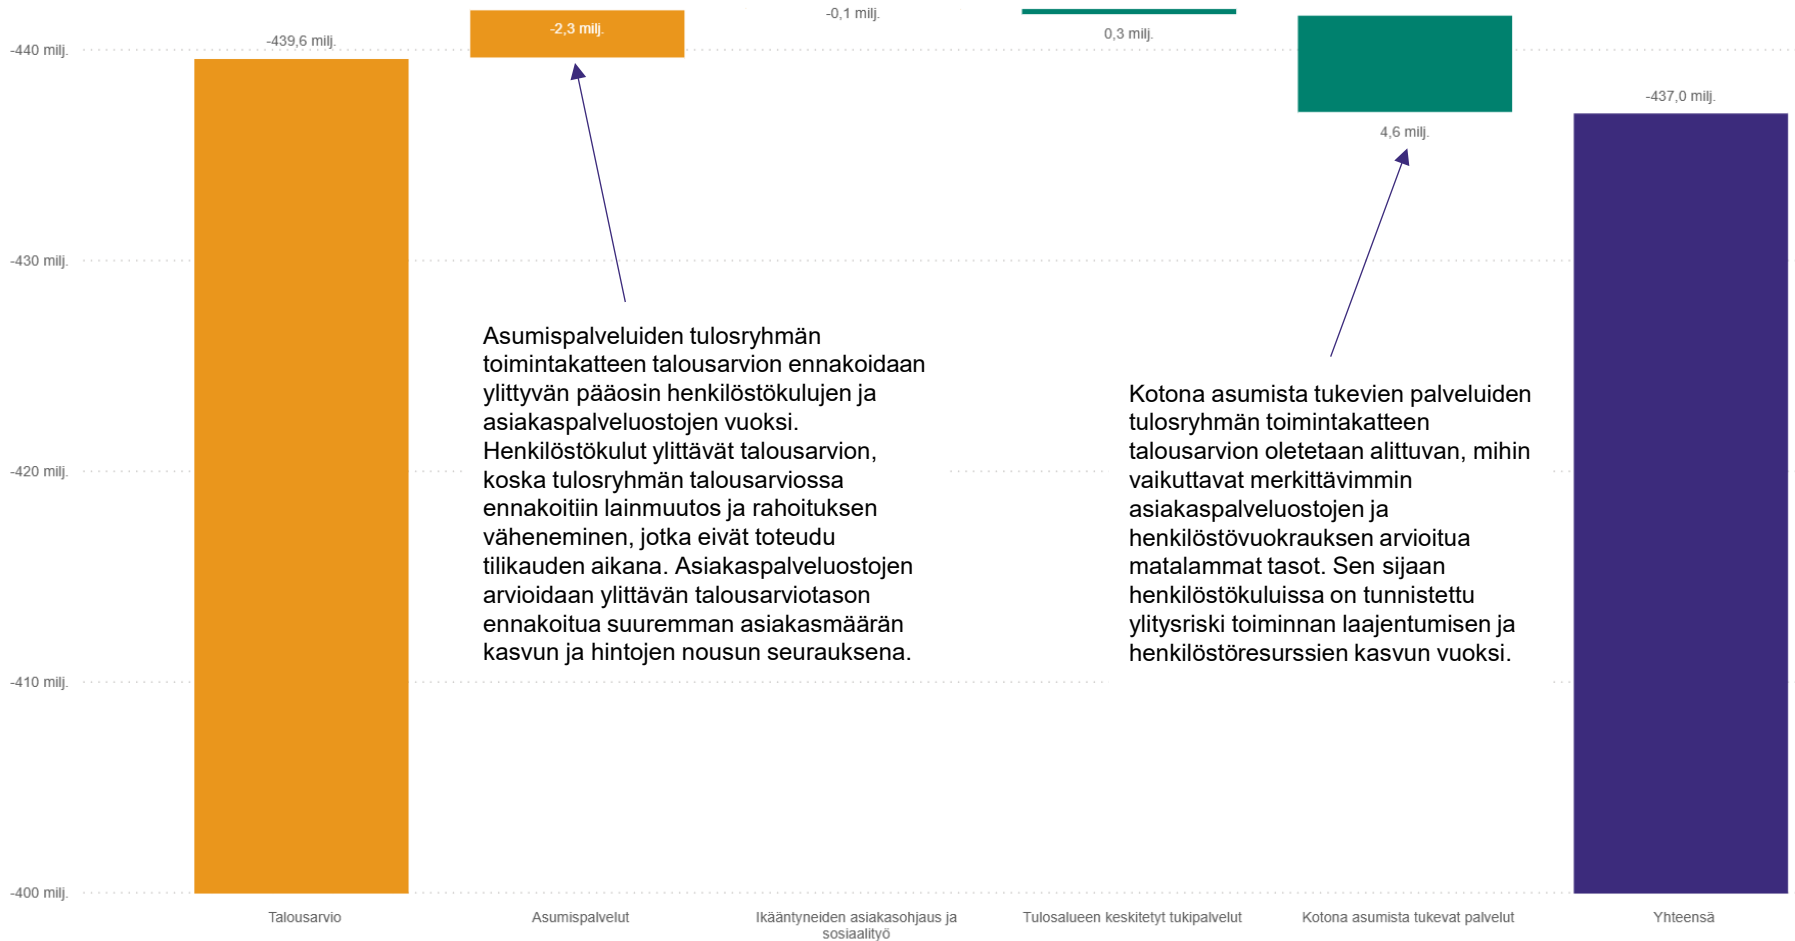 -0,1 milj.
-2,3 milj.
0,3 milj.
-439,6 milj.
-440 milj.
-437,0 milj.
4,6 milj.
-430 milj.
-420 milj.
-410 milj.
-400 milj.
Asumispalveluiden tulosryhmän
toimintakatteen talousarvion ennakoidaan
ylittyvän pääosin henkilöstökulujen ja
asiakaspalveluostojen vuoksi.
Henkilöstökulut ylittävät talousarvion,
koska tulosryhmän talousarviossa
ennakoitiin lainmuutos ja rahoituksen
väheneminen, jotka eivät toteudu
tilikauden aikana. Asiakaspalveluostojen
arvioidaan ylittävän talousarviotason
ennakoitua suuremman asiakasmäärän
kasvun ja hintojen nousun seurauksena.
Kotona asumista tukevien palveluiden
tulosryhmän toimintakatteen
talousarvion oletetaan alittuvan, mihin
vaikuttavat merkittävimmin
asiakaspalveluostojen ja
henkilöstövuokrauksen arvioitua
matalammat tasot. Sen sijaan
henkilöstökuluissa on tunnistettu
ylitysriski toiminnan laajentumisen ja
henkilöstöresurssien kasvun vuoksi.
Talousarvio
Asumispalvelut
Ikääntyneiden asiakasohjaus ja
sosiaalityö
Tulosalueen keskitetyt tukipalvelut
Kotona asumista tukevat palvelut
Yhteensä